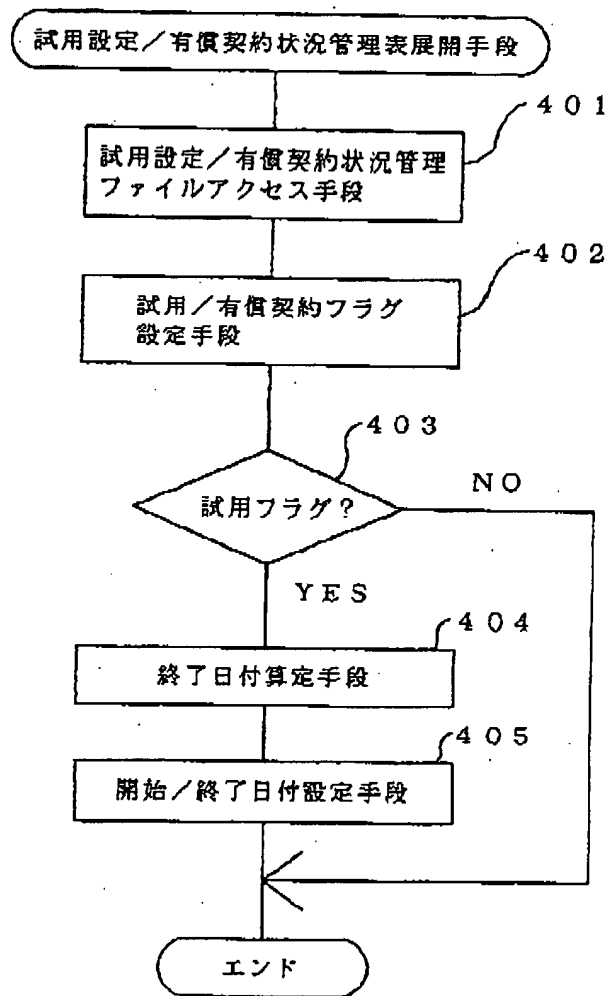 試用設定／有償契約状況管理表展開手段
401
試用設定／有償契約状況管理
ファイルアクセス手段
402
試用／有償契約フラグ
設定手段
403
試用フラグ？
NO
YES
404
終了日付算定手段
405
開始／終了日付設定手段
エンド